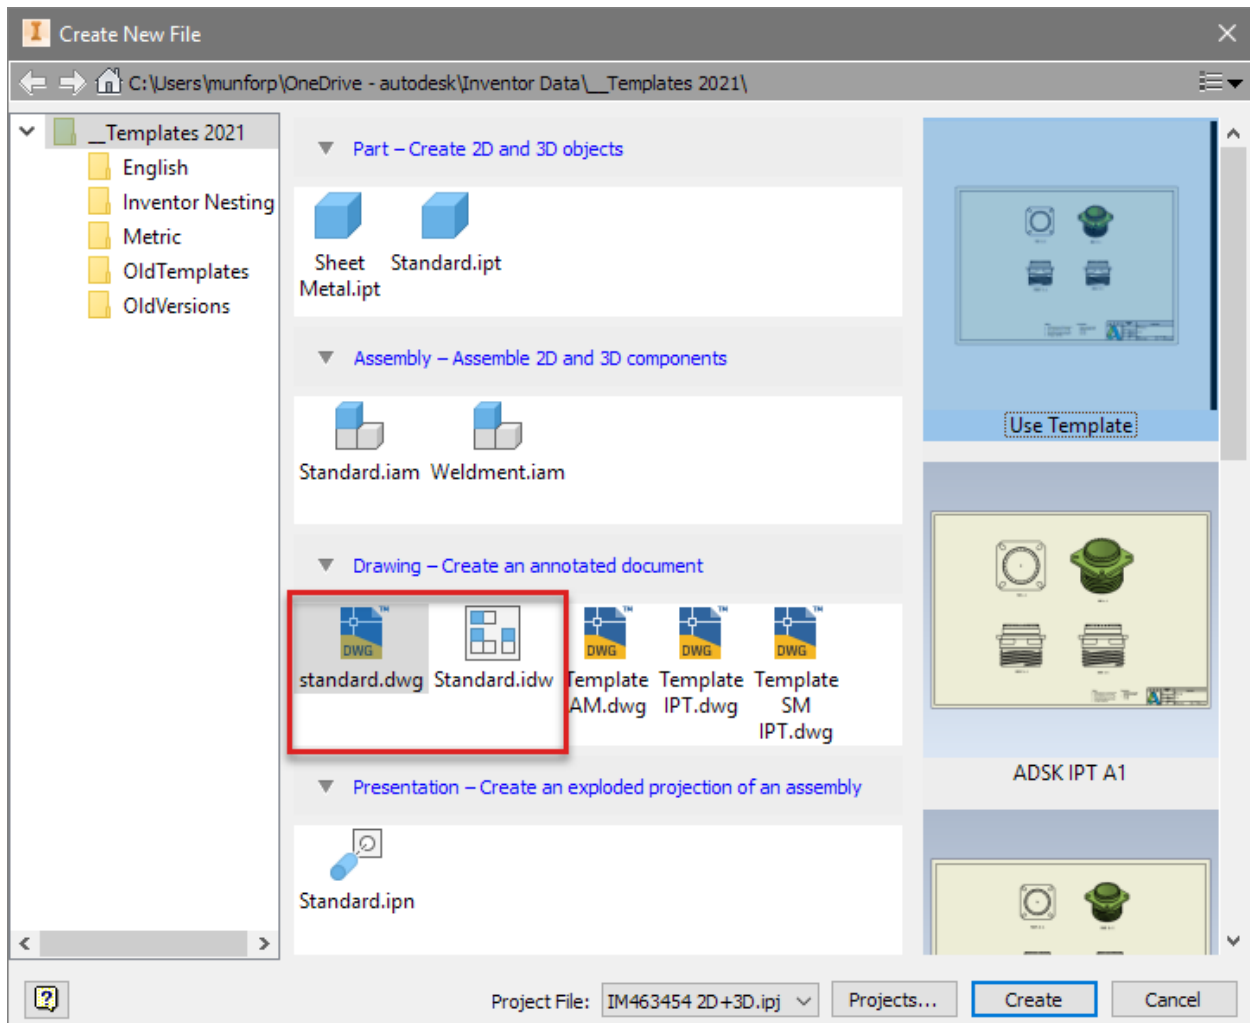 Create New File
C:\Users\munforp\OneDrive - autodesk\Inventor Data\__Templates 2021\
__Templates 2021
English
Inventor Nesting
Metric
OldTemplates
OldVersions
Part – Create 2D and 3D objects
Sheet
Metal.ipt
Standard.ipt
Assembly – Assemble 2D and 3D components
Standard.iam
Weldment.iam
Drawing – Create an annotated document
DWG
standard.dwg
Standard.idw
DWG
Template
AM.dwg
DWG
Template
IPT.dwg
DWG
Template
SM
IPT.dwg
Presentation – Create an exploded projection of an assembly
Standard.ipn
Use Template
ADSK IPT A1
Project File:
IM463454 2D+3D.ipj
Projects...
Create
Cancel